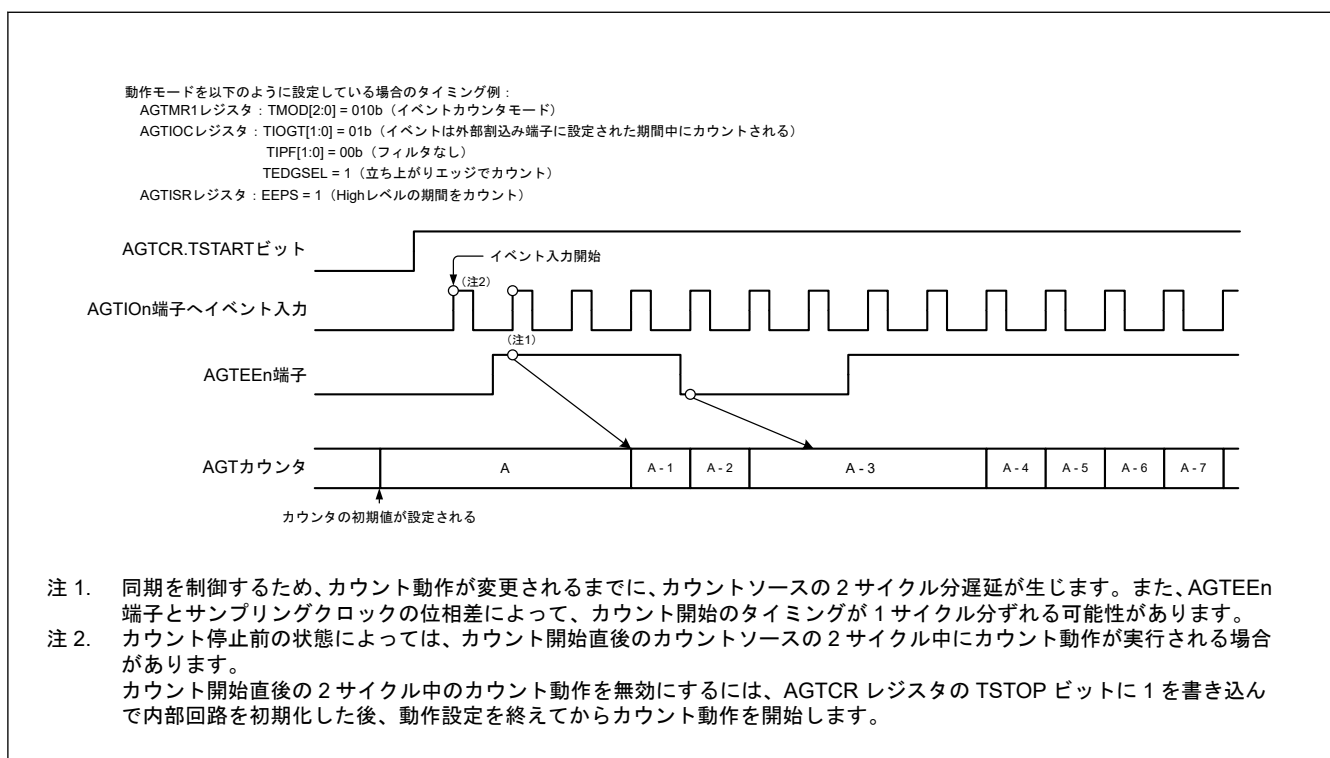 動作モードを以下のように設定している場合のタイミング例：
AGTMR1レジスタ：TMOD[2:0] = 010b（イベントカウンタモード）
AGTIOCレジスタ：TIOGT[1:0] = 01b（イベントは外部割込み端子に設定された期間中にカウントされる）
TIPF[1:0] = 00b（フィルタなし）
TEDGSEL = 1（立ち上がりエッジでカウント）
AGTISRレジスタ：EEPS = 1（Highレベルの期間をカウント）
AGTCR.TSTARTビット
イベント入力開始
（注2）
AGTIOn端子へイベント入力
（注1）
AGTEEn端子
AGTカウンタ
A
A - 1
A - 2
A - 3
A - 4
A - 5
A - 6
A - 7
カウンタの初期値が設定される
注 1. 同期を制御するため、カウント動作が変更されるまでに、カウントソースの 2 サイクル分遅延が生じます。また、AGTEEn
端子とサンプリングクロックの位相差によって、カウント開始のタイミングが 1 サイクル分ずれる可能性があります。
注 2. カウント停止前の状態によっては、カウント開始直後のカウントソースの 2 サイクル中にカウント動作が実行される場合
があります。
カウント開始直後の 2 サイクル中のカウント動作を無効にするには、AGTCR レジスタの TSTOP ビットに 1 を書き込ん
で内部回路を初期化した後、動作設定を終えてからカウント動作を開始します。